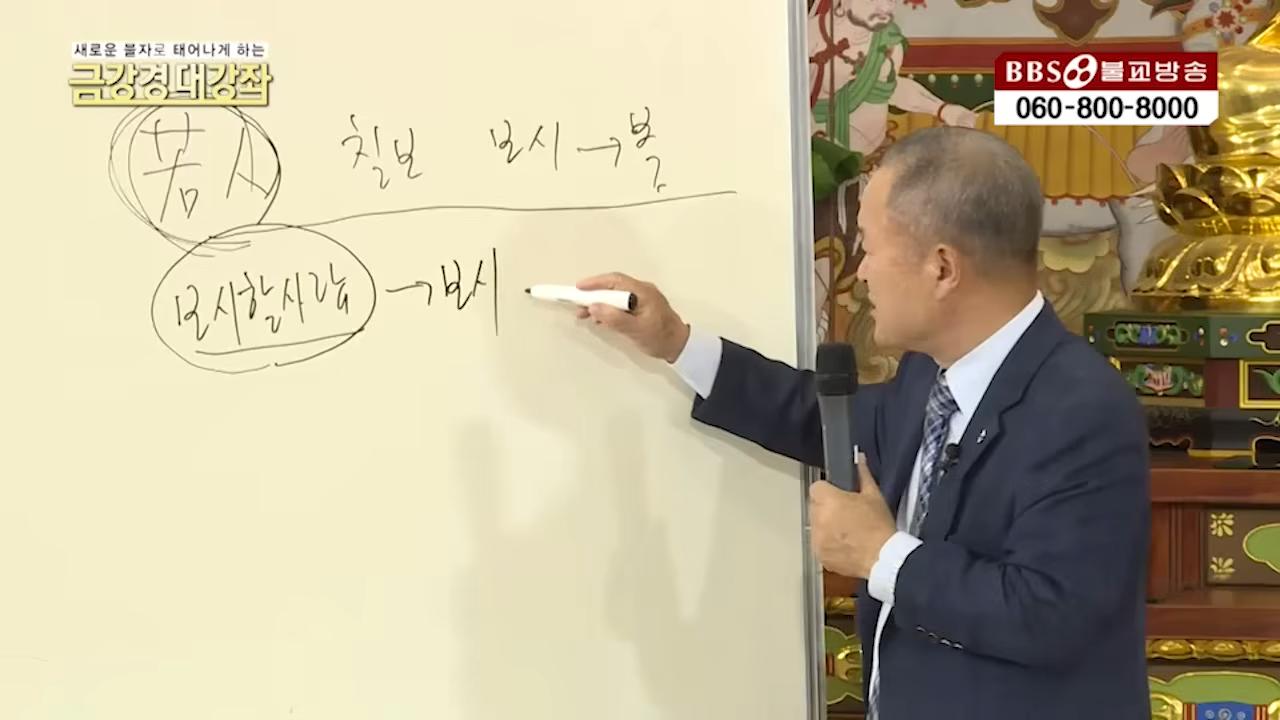 새로운 불자로 태어나게 하는
금강경 대강좌
BBS 불교방송
060-800-8000
若人 칠보 보시→복
보시할사람→보시